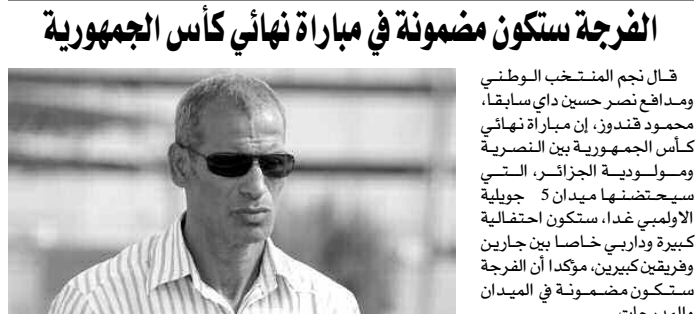 الفرجة ستكون مضمونة في مباراة نهائي كأس الجمهورية
قال نجم المنتخب الوطني
ومدافع نصر حسين داي سابقا،
محمود قندوز، إن مباراة نهائي
كأس الجمهورية بين النصرية
ومولودية الجزائر، التي
سيحتضنها ميدان 5 جويلية
الاولمبي غدا، ستكون احتفالية
كبيرة وداربي خاصا بين جارين
وفريقين كبيرين، مؤكدا أن الفرجة
ستكون مضمونة في الميدان